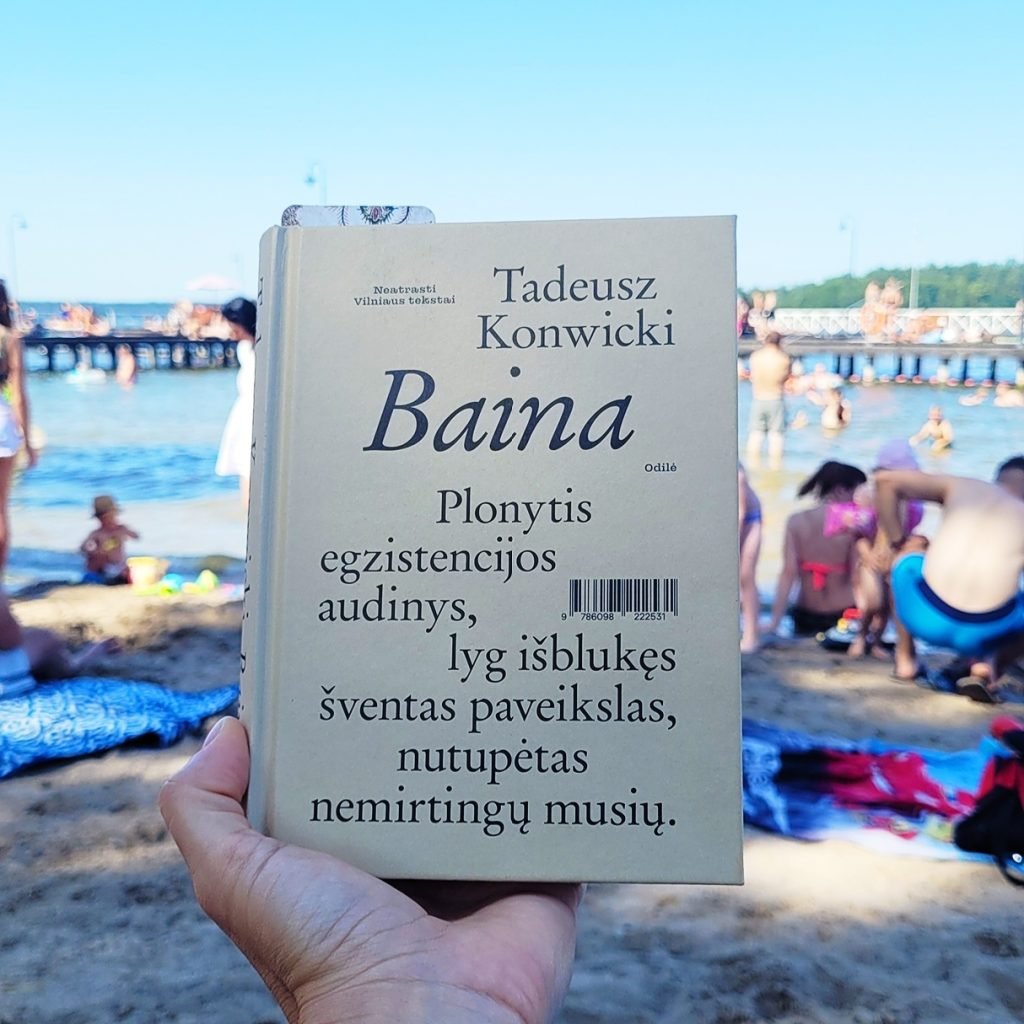 Neatrasti
Vilniaus tekstai
Tadeusz
Konwicki
Baina
Odilė
Plonytis
egzistencijos
audinys,
9 786098 222531
lyg išblukęs
šventas paveikslas,
nutupėtas
nemirtingų musių.